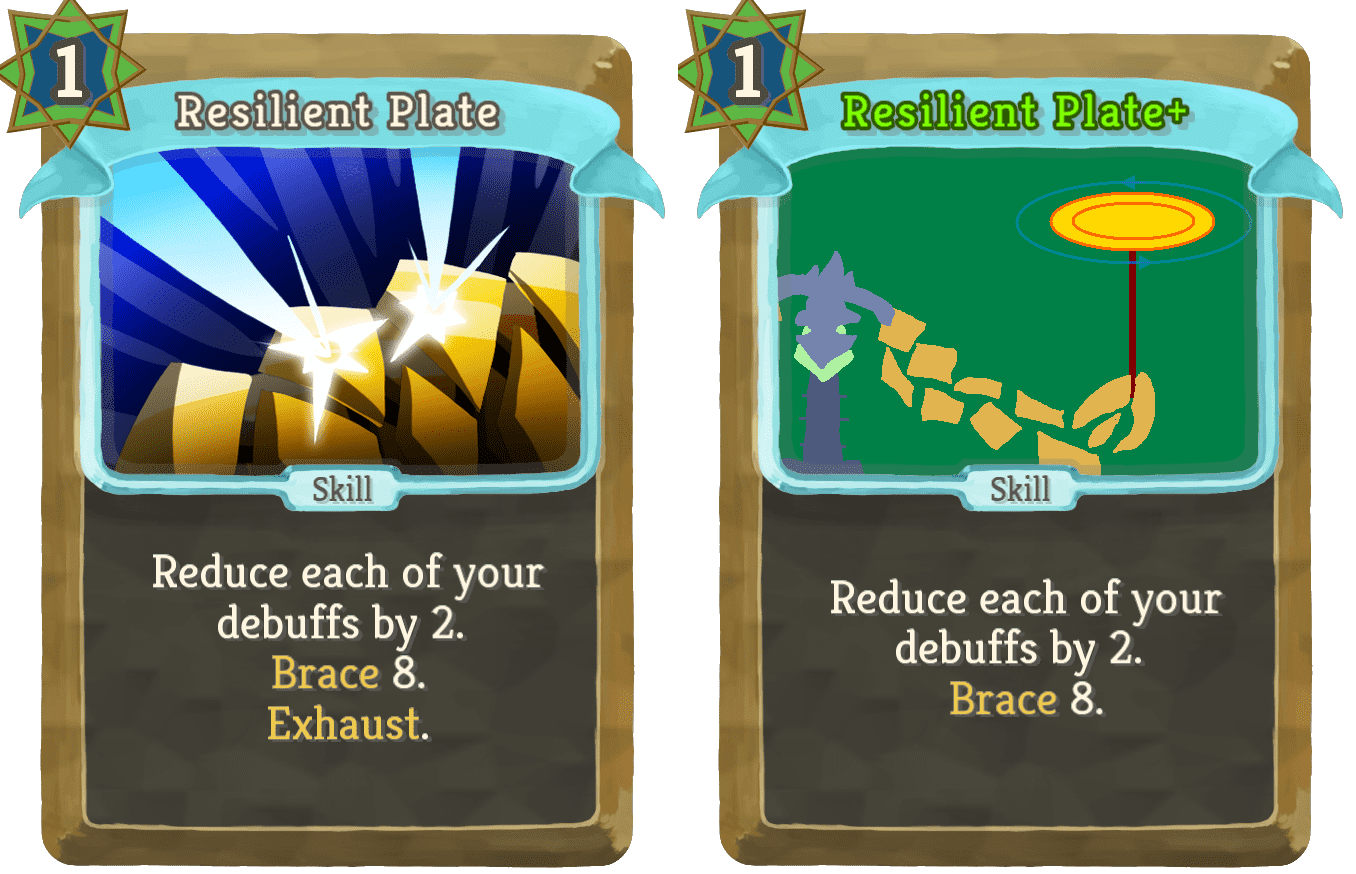 1
Resilient Plate
Skill
Reduce each of your
debuffs by 2.
Brace 8.
Exhaust.
1
Resilient Plate+
Skill
Reduce each of your
debuffs by 2.
Brace 8.